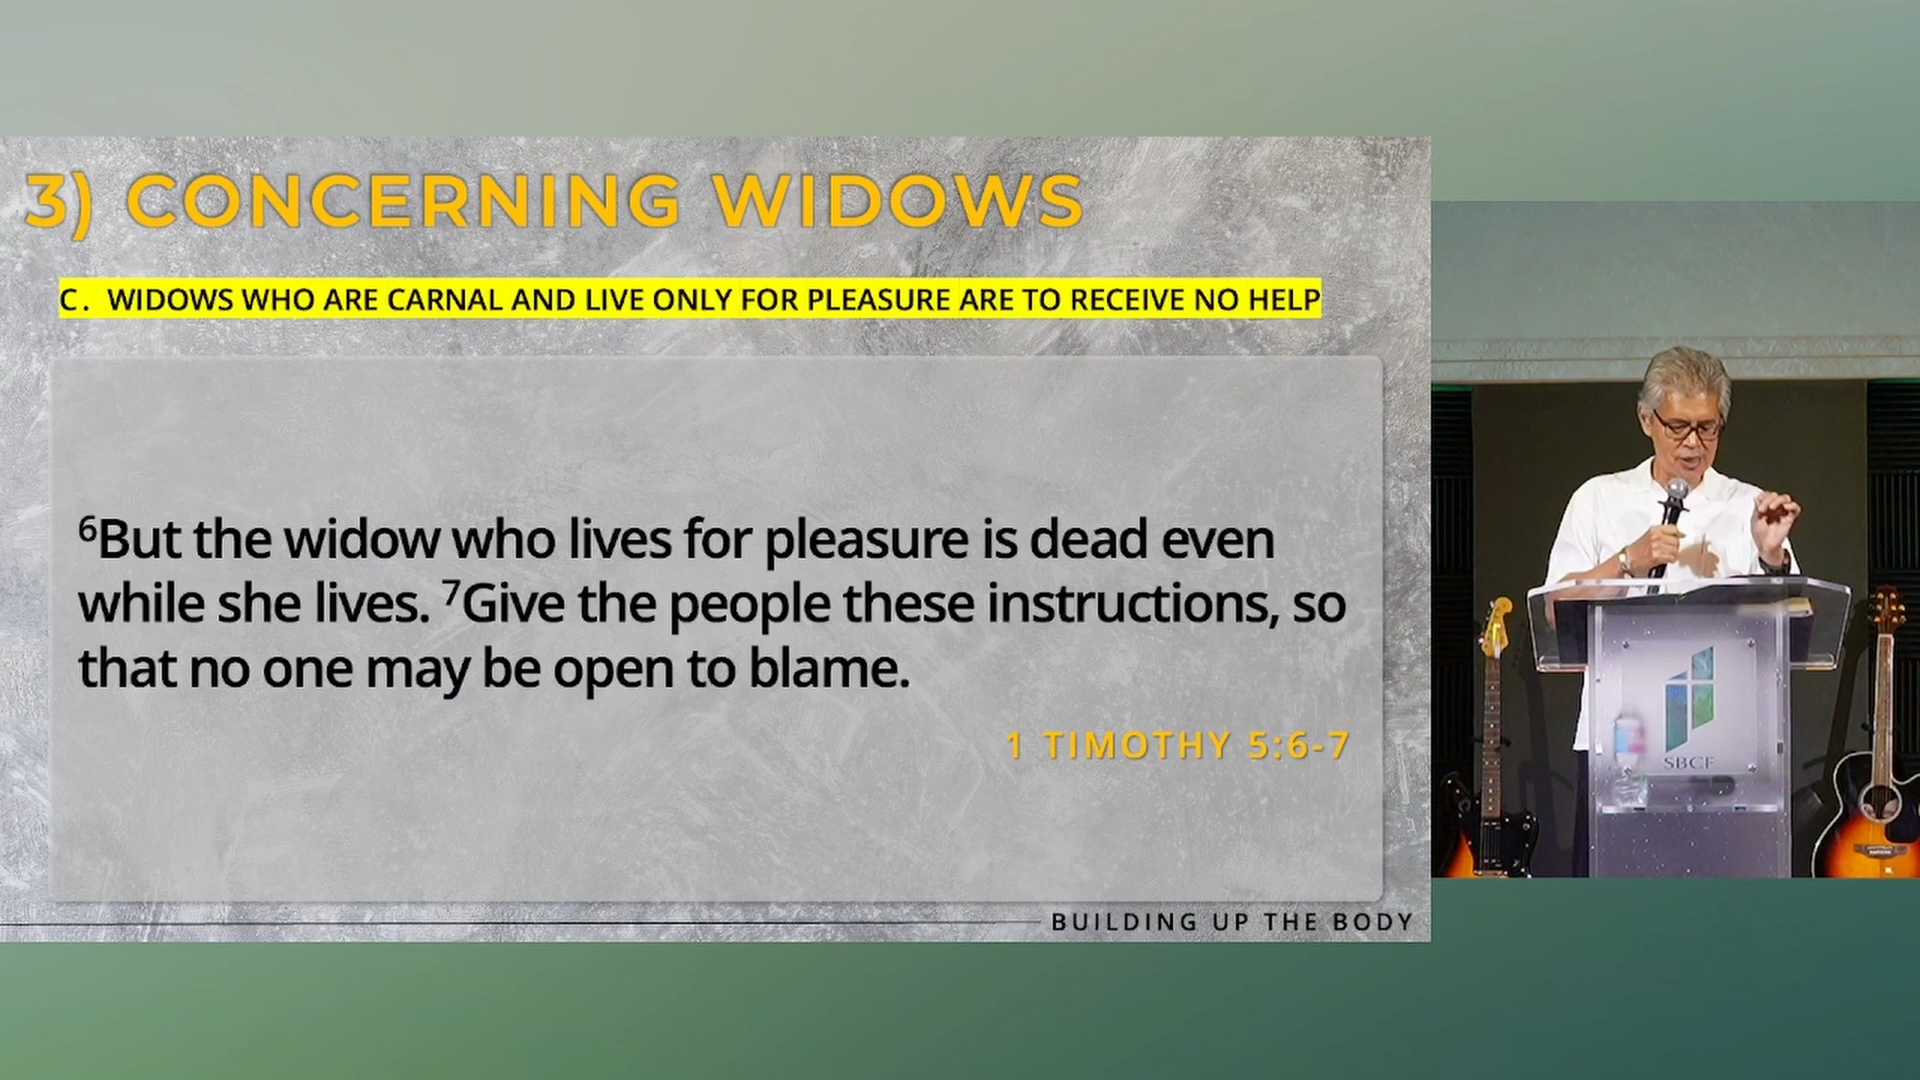 3) CONCERNING WIDOWS
C. WIDOWS WHO ARE CARNAL AND LIVE ONLY FOR PLEASURE ARE TO RECEIVE NO HELP
⁶But the widow who lives for pleasure is dead even
while she lives. ⁷Give the people these instructions, so
that no one may be open to blame.
1 TIMOTHY 5:6-7
BUILDING UP THE BODY
SBCF